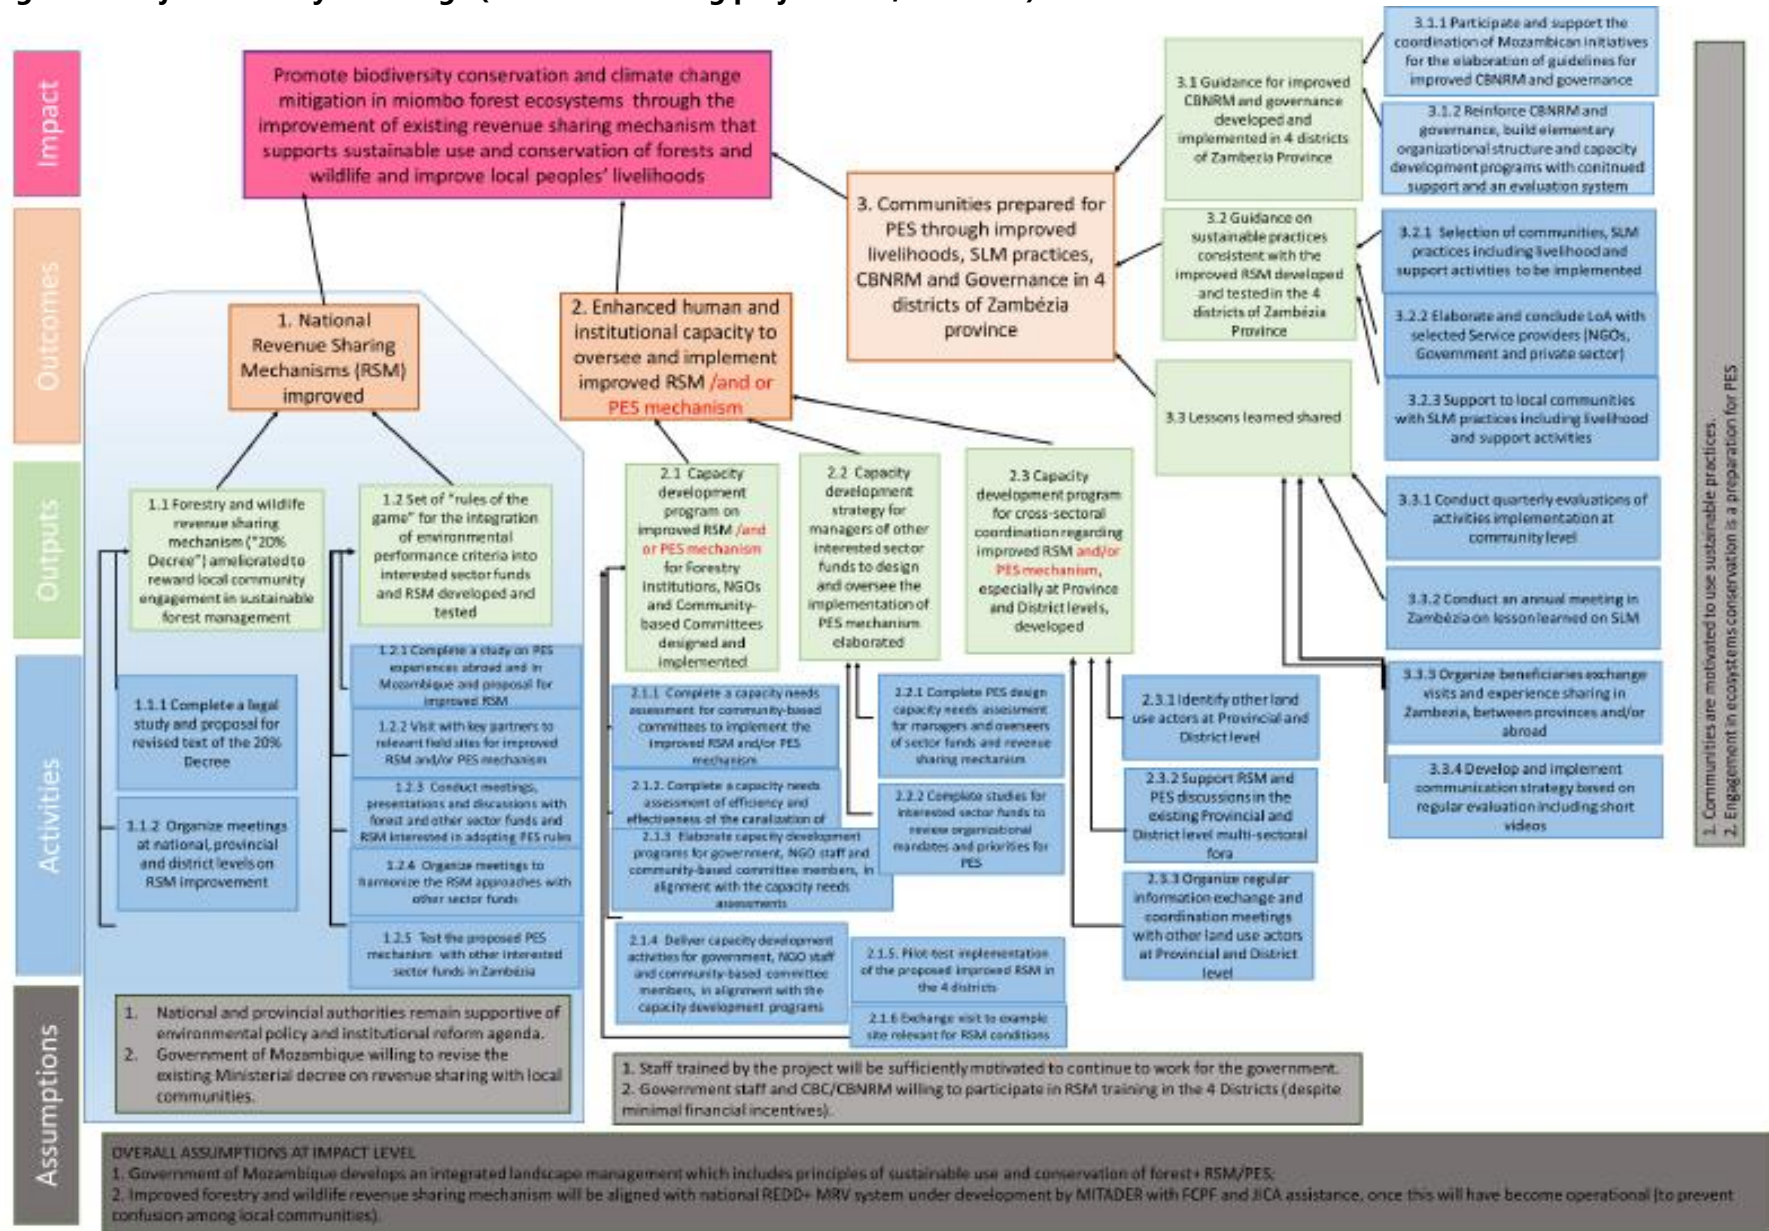 Impact
Outcomes
Outputs
Activities
Assumptions
Promote biodiversity conservation and climate change
mitigation in miombo forest ecosystems through the
improvement of existing revenue sharing mechanism that
supports sustainable use and conservation of forests and
wildlife and improve local peoples' livelihoods
1. National
Revenue Sharing
Mechanisms (RSM)
improved
2. Enhanced human and
institutional capacity to
oversee and implement
improved RSM /and or
PES mechanism
3. Communities prepared for
PES through improved
livelihoods, SLM practices,
CBNRM and Governance in 4
districts of Zambézia
province
3.1 Guidance for improved
CBNRM and governance
developed and
implemented in 4 districts
of Zambezia Province
3.2 Guidance on
sustainable practices
consistent with the
improved RSM developed
and tested in the 4
districts of Zambézia
Province
3.3 Lessons learned shared
3.1.1 Participate and support the
coordination of Mozambican initiatives
for the elaboration of guidelines for
improved CBNRM and governance
3.1.2 Reinforce CBNRM and
governance, build elementary
organizational structure and capacity
development programs with conitnued
support and an evaluation system
3.2.1 Selection of communities, SLM
practices including livelihood and
support activities to be implemented
3.2.2 Elaborate and conclude LoA with
selected Service providers (NGOs,
Government and private sector)
3.2.3 Support to local communities
with SLM practices including livelihood
and support activities
3.3.1 Conduct quarterly evaluations of
activities implementation at
community level
3.3.2 Conduct an annual meeting in
Zambézia on lesson learned on SLM
3.3.3 Organize beneficiaries exchange
visits and experience sharing in
Zambezia, between provinces and/or
abroad
3.3.4 Develop and implement
communication strategy based on
regular evaluation including short
videos
1. Communities are motivated to use sustainable practices.
2. Engagement in ecosystems conservation is a preparation for PES
1.1 Forestry and wildlife
revenue sharing
mechanism ("20%
Decree") ameliorated to
reward local community
engagement in sustainable
forest management
1.2 Set of "rules of the
game" for the integration
of environmental
performance criteria into
interested sector funds
and RSM developed and
tested
2.1 Capacity
development
program on
improved RSM /and
or PES mechanism
for Forestry
Institutions, NGOs
and Community-
based Committees
designed and
implemented
2.2 Capacity
development
strategy for
managers of other
interested sector
funds to design
and oversee the
implementation of
PES mechanism
elaborated
2.3 Capacity
development program
for cross-sectoral
coordination regarding
improved RSM and/or
PES mechanism,
especially at Province
and District levels,
developed
1.1.1 Complete a legal
study and proposal for
revised text of the 20%
Decree
1.1.2 Organize meetings
at national, provincial
and district levels on
RSM improvement
1.2.1 Complete a study on PES
experiences abroad and in
Mozambique and proposal for
improved RSM
1.2.2 Visit with key partners to
relevant field sites for improved
RSM and/or PES mechanism
1.2.3 Conduct meetings,
presentations and discussions with
forest and other sector funds and
RSM interested in adopting PES rules
1.2.4 Organize meetings to
harmonize the RSM approaches with
other sector funds
1.2.5 Test the proposed PES
mechanism with other interested
sector funds in Zambézia
2.1.1 Complete a capacity needs
assessment for community-based
committees to implement the
improved RSM and/or PES
mechanism
2.1.2. Complete a capacity needs
assessment of efficiency and
effectiveness of the canalization of
2.1.3 Elaborate capacity development
programs for government, NGO staff and
community-based committee members, in
alignment with the capacity needs
assessments
2.1.4 Deliver capacity development
activities for government, NGO staff
and community-based committee
members, in alignment with the
capacity development programs
2.1.5. Pilot-test implementation
of the proposed improved RSM in
the 4 districts
2.1.6 Exchange visit to example
site relevant for RSM conditions
2.2.1 Complete PES design
capacity needs assessment
for managers and overseers
of sector funds and revenue
sharing mechanism
2.2.2 Complete studies for
interested sector funds to
review organizational
mandates and priorities for
PES
2.3.1 Identify other land
use actors at Provincial and
District level
2.3.2 Support RSM and
PES discussions in the
existing Provincial and
District level multi-sectoral
fora
2.3.3 Organize regular
information exchange and
coordination meetings
with other land use actors
at Provincial and District
level
1. National and provincial authorities remain supportive of
environmental policy and institutional reform agenda.
2. Government of Mozambique willing to revise the
existing Ministerial decree on revenue sharing with local
communities.
1. Staff trained by the project will be sufficiently motivated to continue to work for the government.
2. Government staff and CBC/CBNRM willing to participate in RSM training in the 4 Districts (despite
minimal financial incentives).
OVERALL ASSUMPTIONS AT IMPACT LEVEL
1. Government of Mozambique develops an integrated landscape management which includes principles of sustainable use and conservation of forest+ RSM/PES;
2. Improved forestry and wildlife revenue sharing mechanism will be aligned with national REDD+ MRV system under development by MITADER with FCPF and JICA assistance, once this will have become operational (to prevent
confusion among local communities).